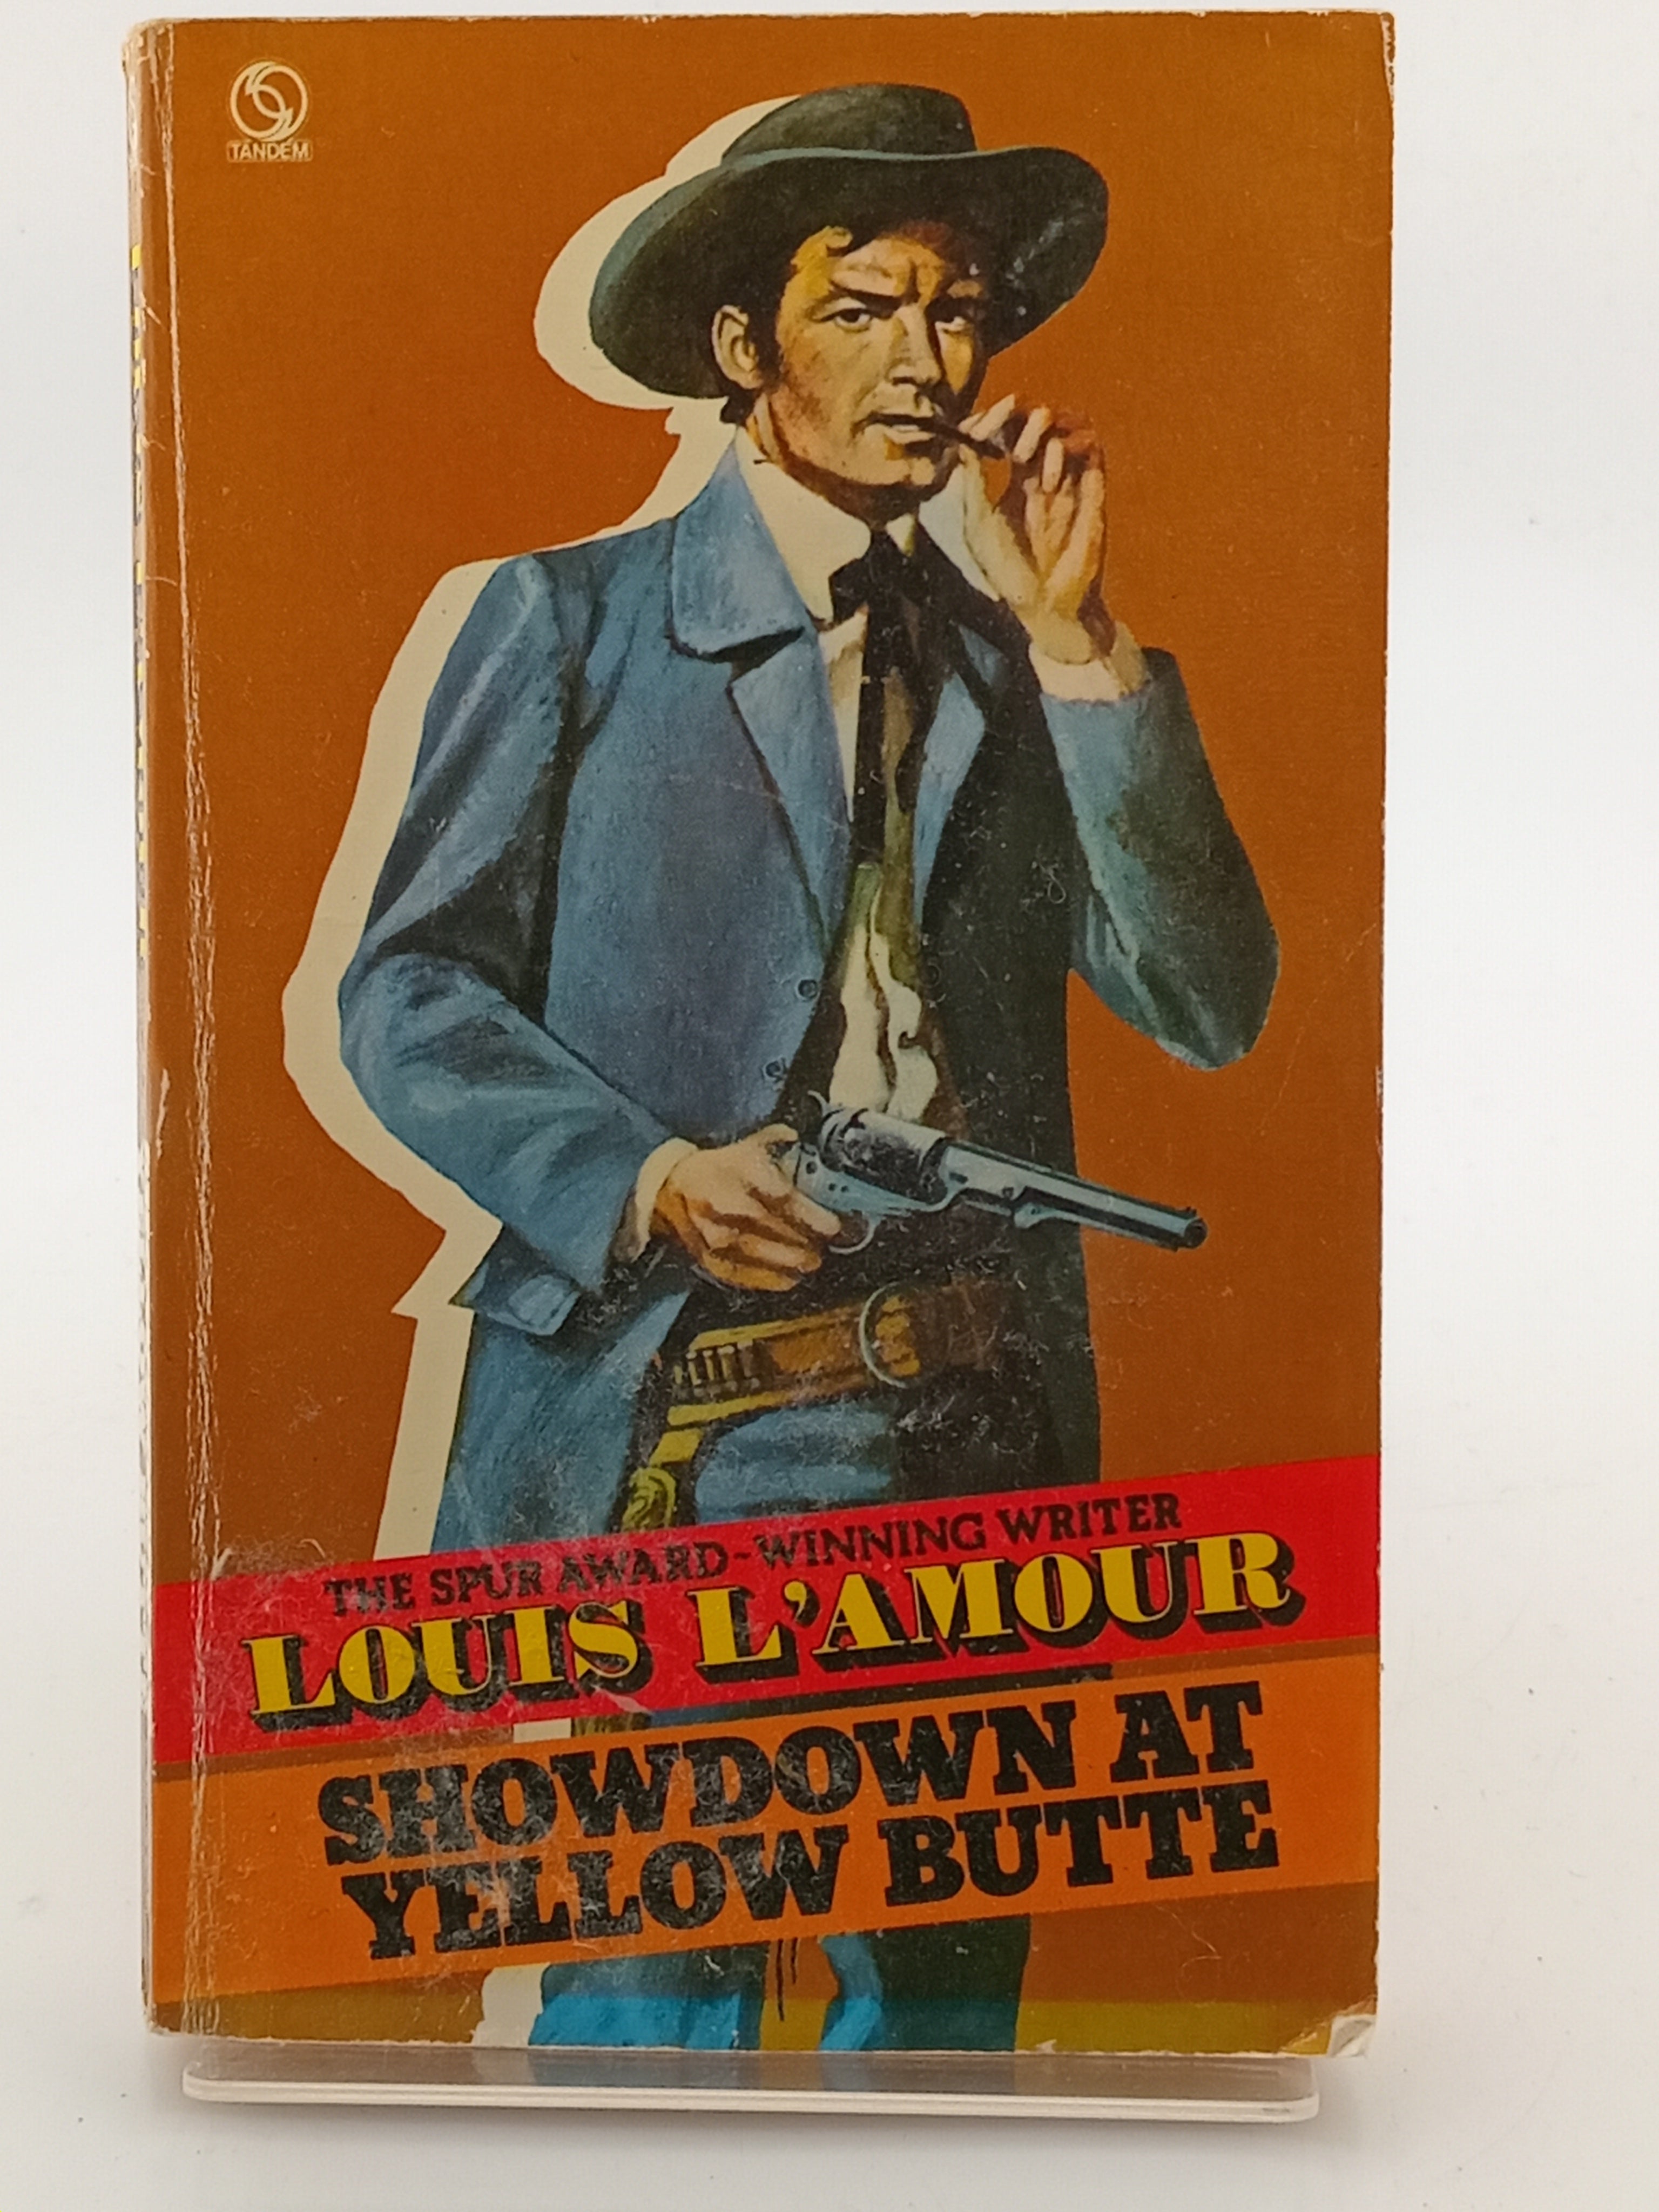 TANDEM
THE SPUR AWARD-WINNING WRITER
LOUIS L'AMOUR
SHOWDOWN AT
YELLOW BUTTE